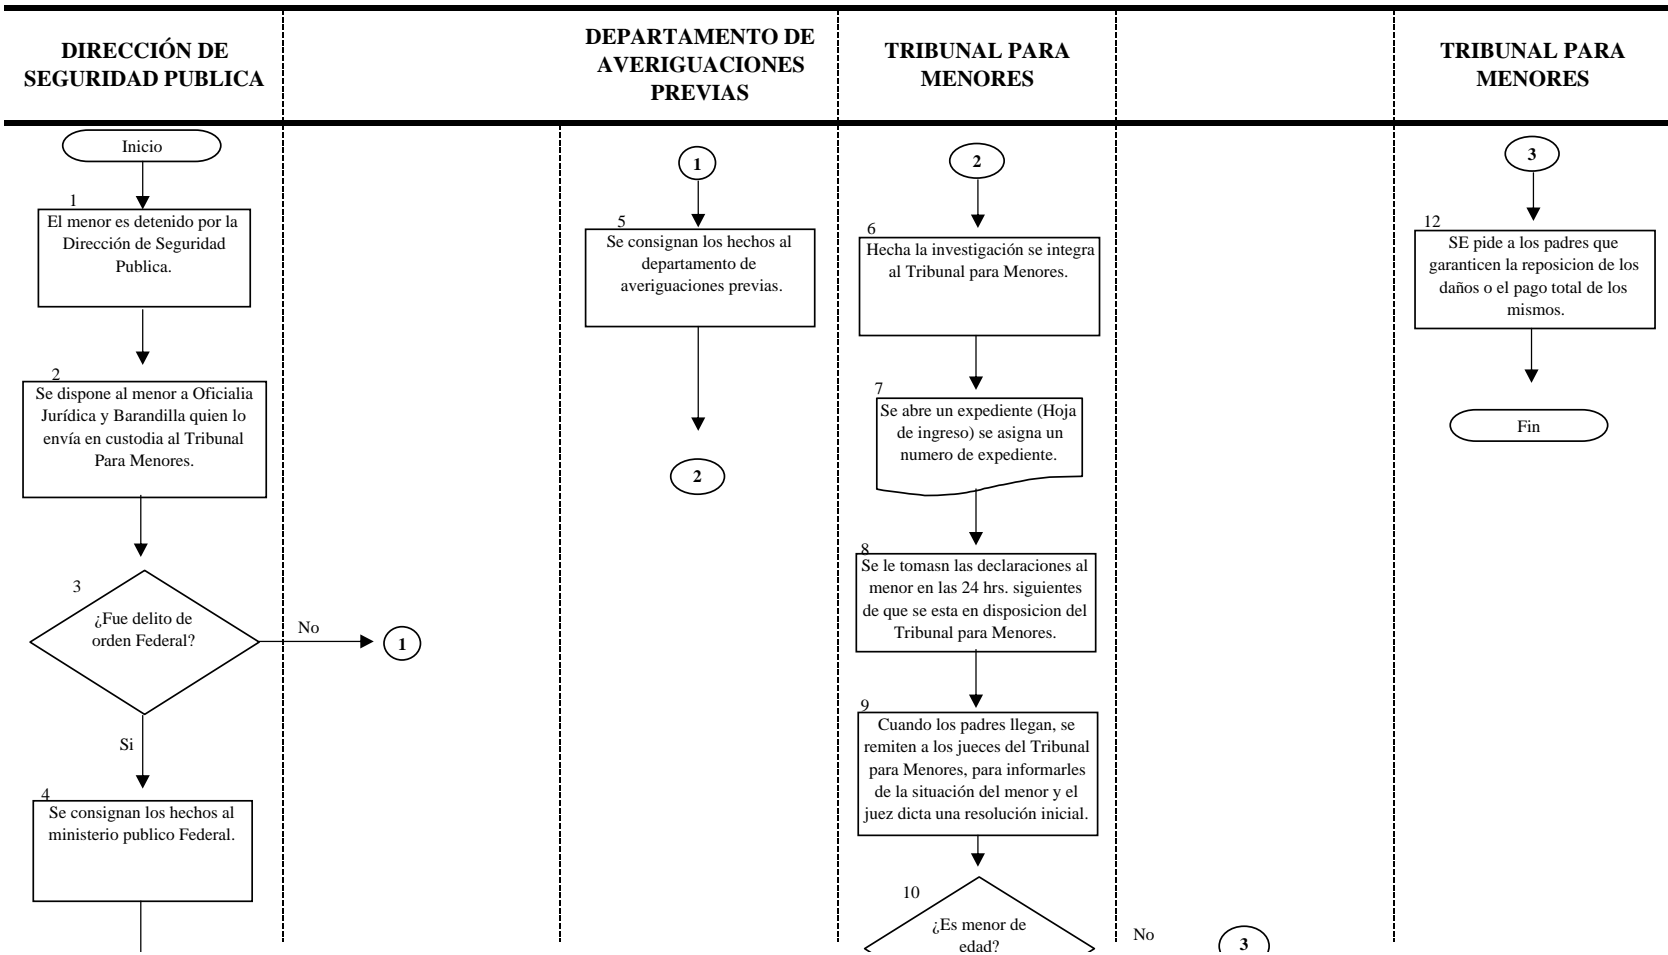 DIRECCIÓN DE
SEGURIDAD PUBLICA
DEPARTAMENTO DE
AVERIGUACIONES
PREVIAS
TRIBUNAL PARA
MENORES
TRIBUNAL PARA
MENORES
Inicio
1
El menor es detenido por la
Dirección de Seguridad
Publica.
2
Se dispone al menor a Oficialia
Jurídica y Barandilla quien lo
envía en custodia al Tribunal
Para Menores.
3
¿Fue delito de
orden Federal?
No
1
Si
4
Se consignan los hechos al
ministerio publico Federal.
1
5
Se consignan los hechos al
departamento de
averiguaciones previas.
2
2
6
Hecha la investigación se integra
al Tribunal para Menores.
7
Se abre un expediente (Hoja
de ingreso) se asigna un
numero de expediente.
8
Se le tomasn las declaraciones al
menor en las 24 hrs. siguientes
de que se esta en disposicion del
Tribunal para Menores.
9
Cuando los padres llegan, se
remiten a los jueces del Tribunal
para Menores, para informarles
de la situación del menor y el
juez dicta una resolución inicial.
10
¿Es menor de
edad?
No
3
3
12
SE pide a los padres que
garanticen la reposicion de los
daños o el pago total de los
mismos.
Fin